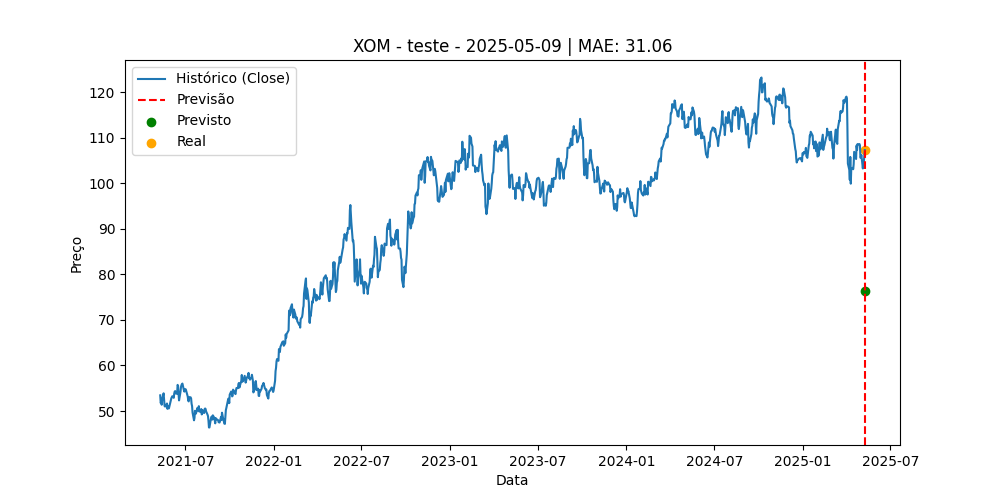 XOM - teste - 2025-05-09 | MAE: 31.06
Histórico (Close)
Previsão
Previsto
Real
Preço
120
110
100
90
80
70
60
50
2021-07 2022-01 2022-07 2023-01 2023-07 2024-01 2024-07 2025-01 2025-07
Data